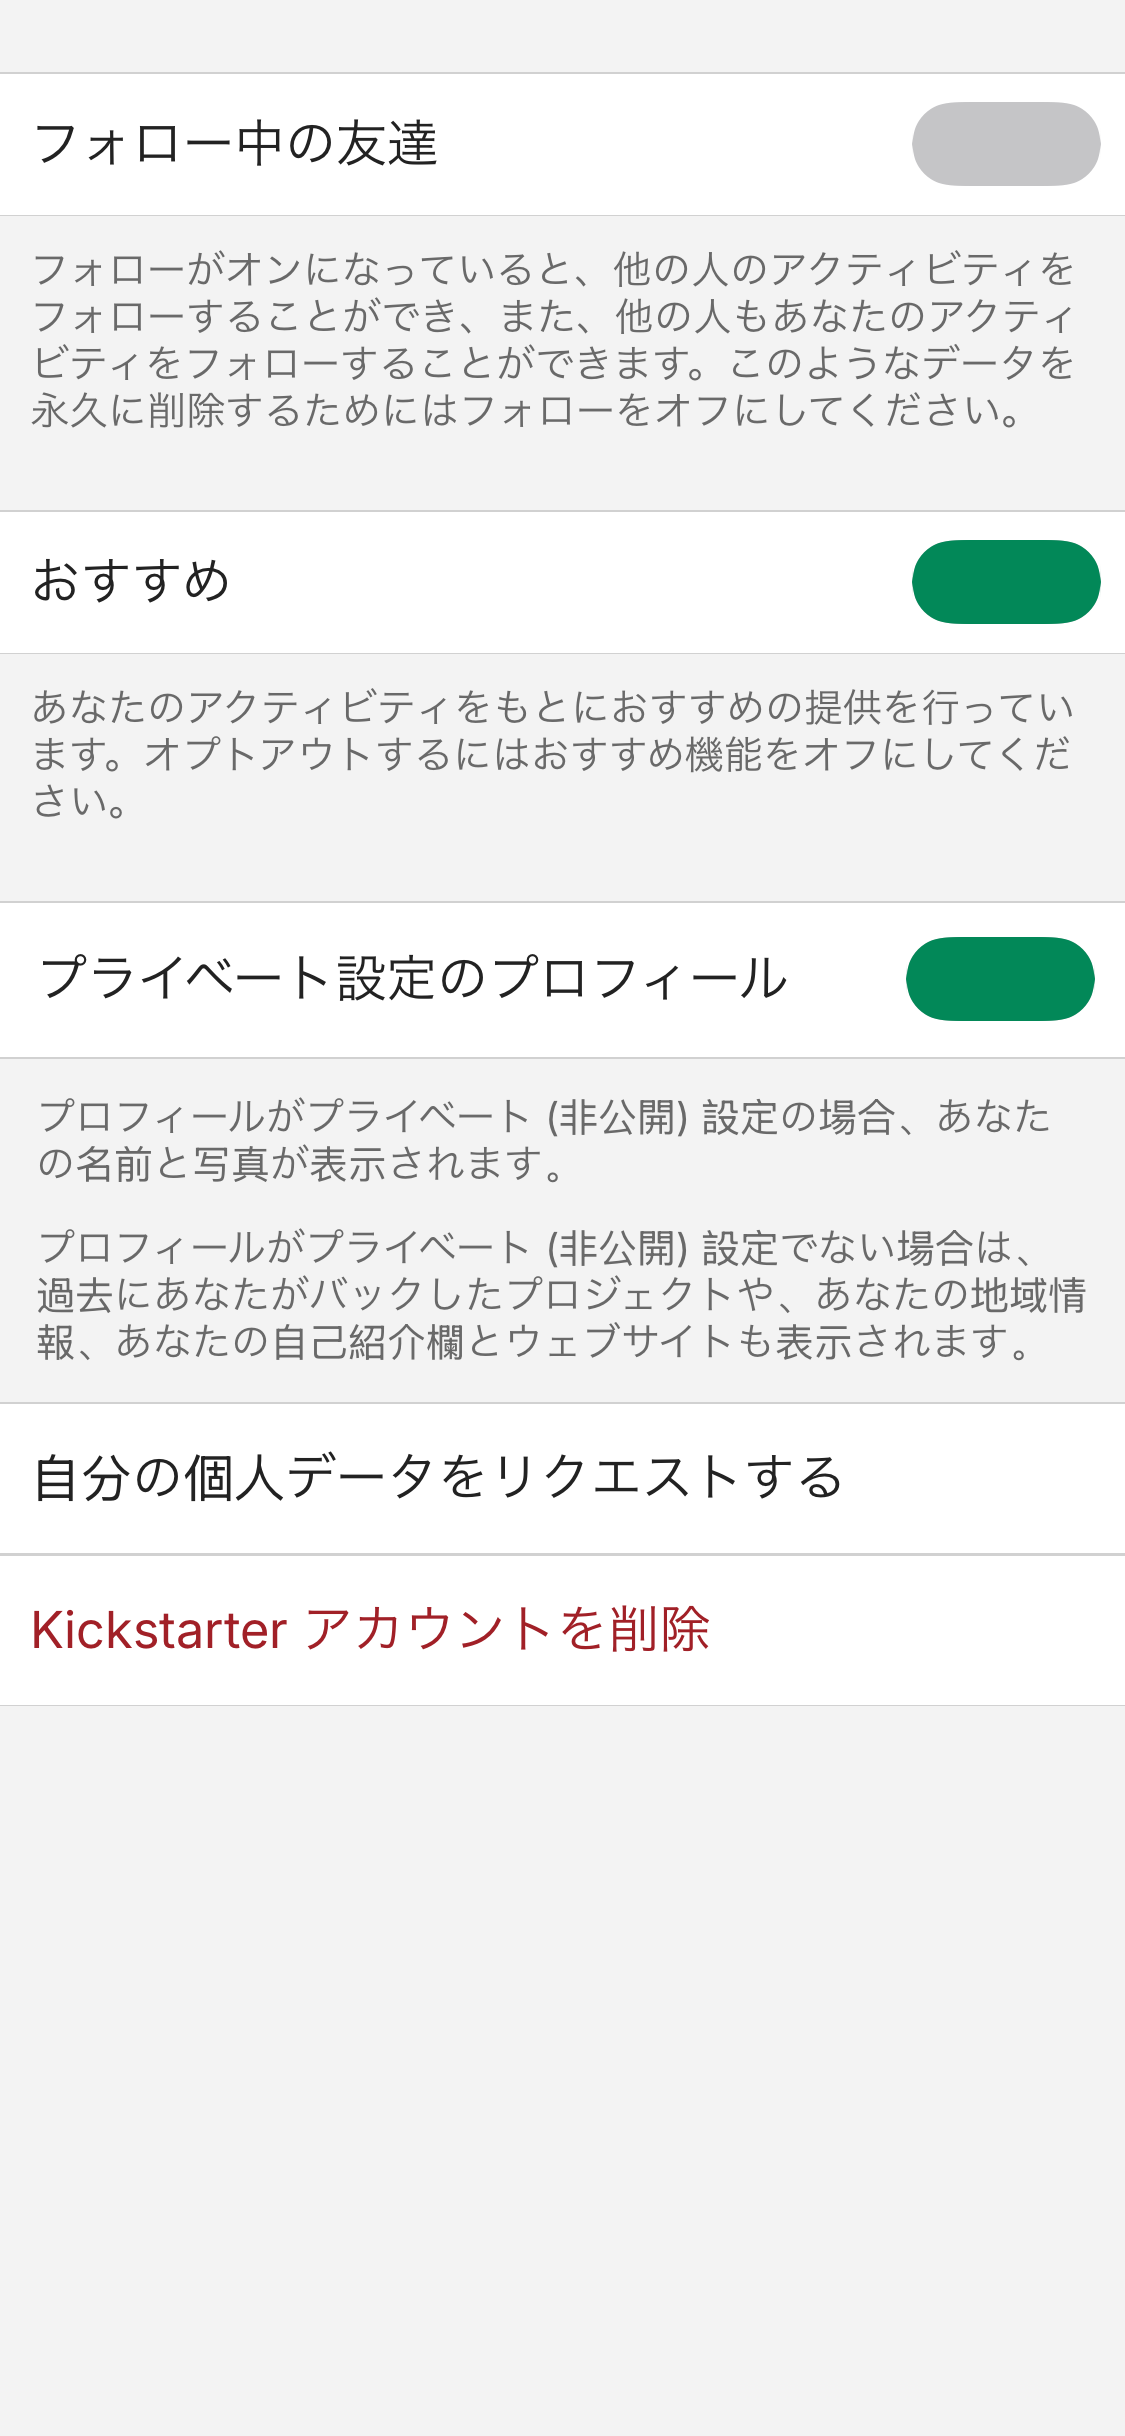 フォロー中の友達
フォローがオンになっていると、他の人のアクティビティを
フォローすることができ、また、他の人もあなたのアクティ
ビティをフォローすることができます。このようなデータを
永久に削除するためにはフォローをオフにしてください。
おすすめ
あなたのアクティビティをもとにおすすめの提供を行ってい
ます。オプトアウトするにはおすすめ機能をオフにしてくだ
さい。
プライベート設定のプロフィール
プロフィールがプライベート (非公開) 設定の場合、あなた
の名前と写真が表示されます。
プロフィールがプライベート (非公開) 設定でない場合は、
過去にあなたがバックしたプロジェクトや、あなたの地域情
報、あなたの自己紹介欄とウェブサイトも表示されます。
自分の個人データをリクエストする
Kickstarter アカウントを削除